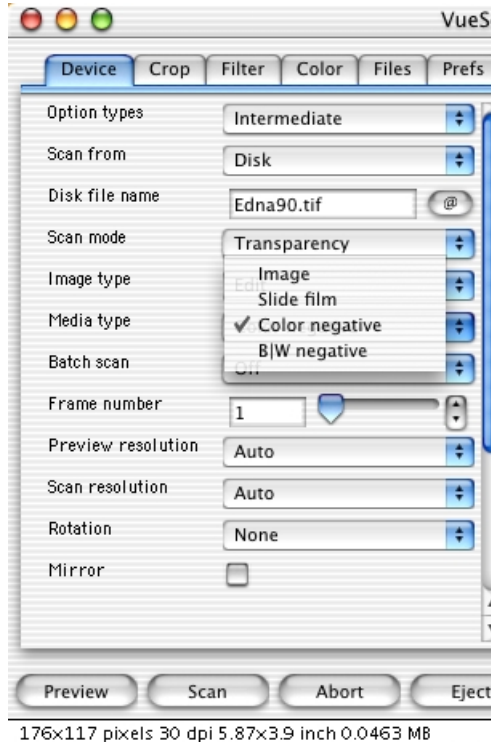 VueS
Device Crop Filter Color Files Prefs
Option types Intermediate
Scan from Disk
Disk file name Edna90.tif @
Scan mode Transparency
Image type Edit
Image
Slide film
Media type ✓ Color negative
B|W negative
Batch scan Off
Frame number 1
Preview resolution Auto
Scan resolution Auto
Rotation None
Mirror
Preview Scan Abort Eject
176x117 pixels 30 dpi 5.87x3.9 inch 0.0463 MB